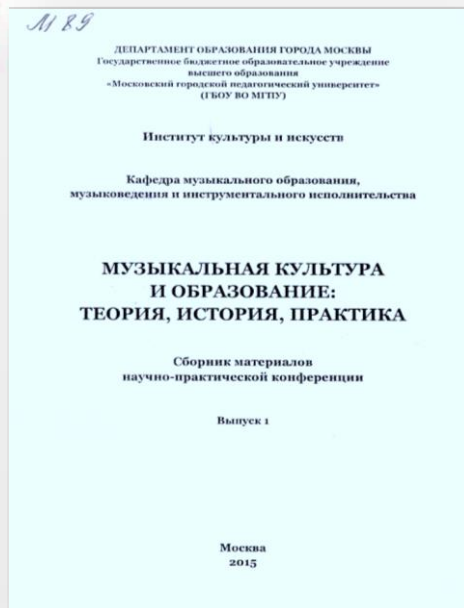 М 89
ДЕПАРТАМЕНТ ОБРАЗОВАНИЯ ГОРОДА МОСКВЫ
Государственное бюджетное образовательное учреждение
высшего образования
«Московский городской педагогический университет»
(ГБОУ ВО МГПУ)
Институт культуры и искусств
Кафедра музыкального образования,
музыковедения и инструментального исполнительства
МУЗЫКАЛЬНАЯ КУЛЬТУРА
И ОБРАЗОВАНИЕ:
ТЕОРИЯ, ИСТОРИЯ, ПРАКТИКА
Сборник материалов
научно-практической конференции
Выпуск 1
Москва
2015